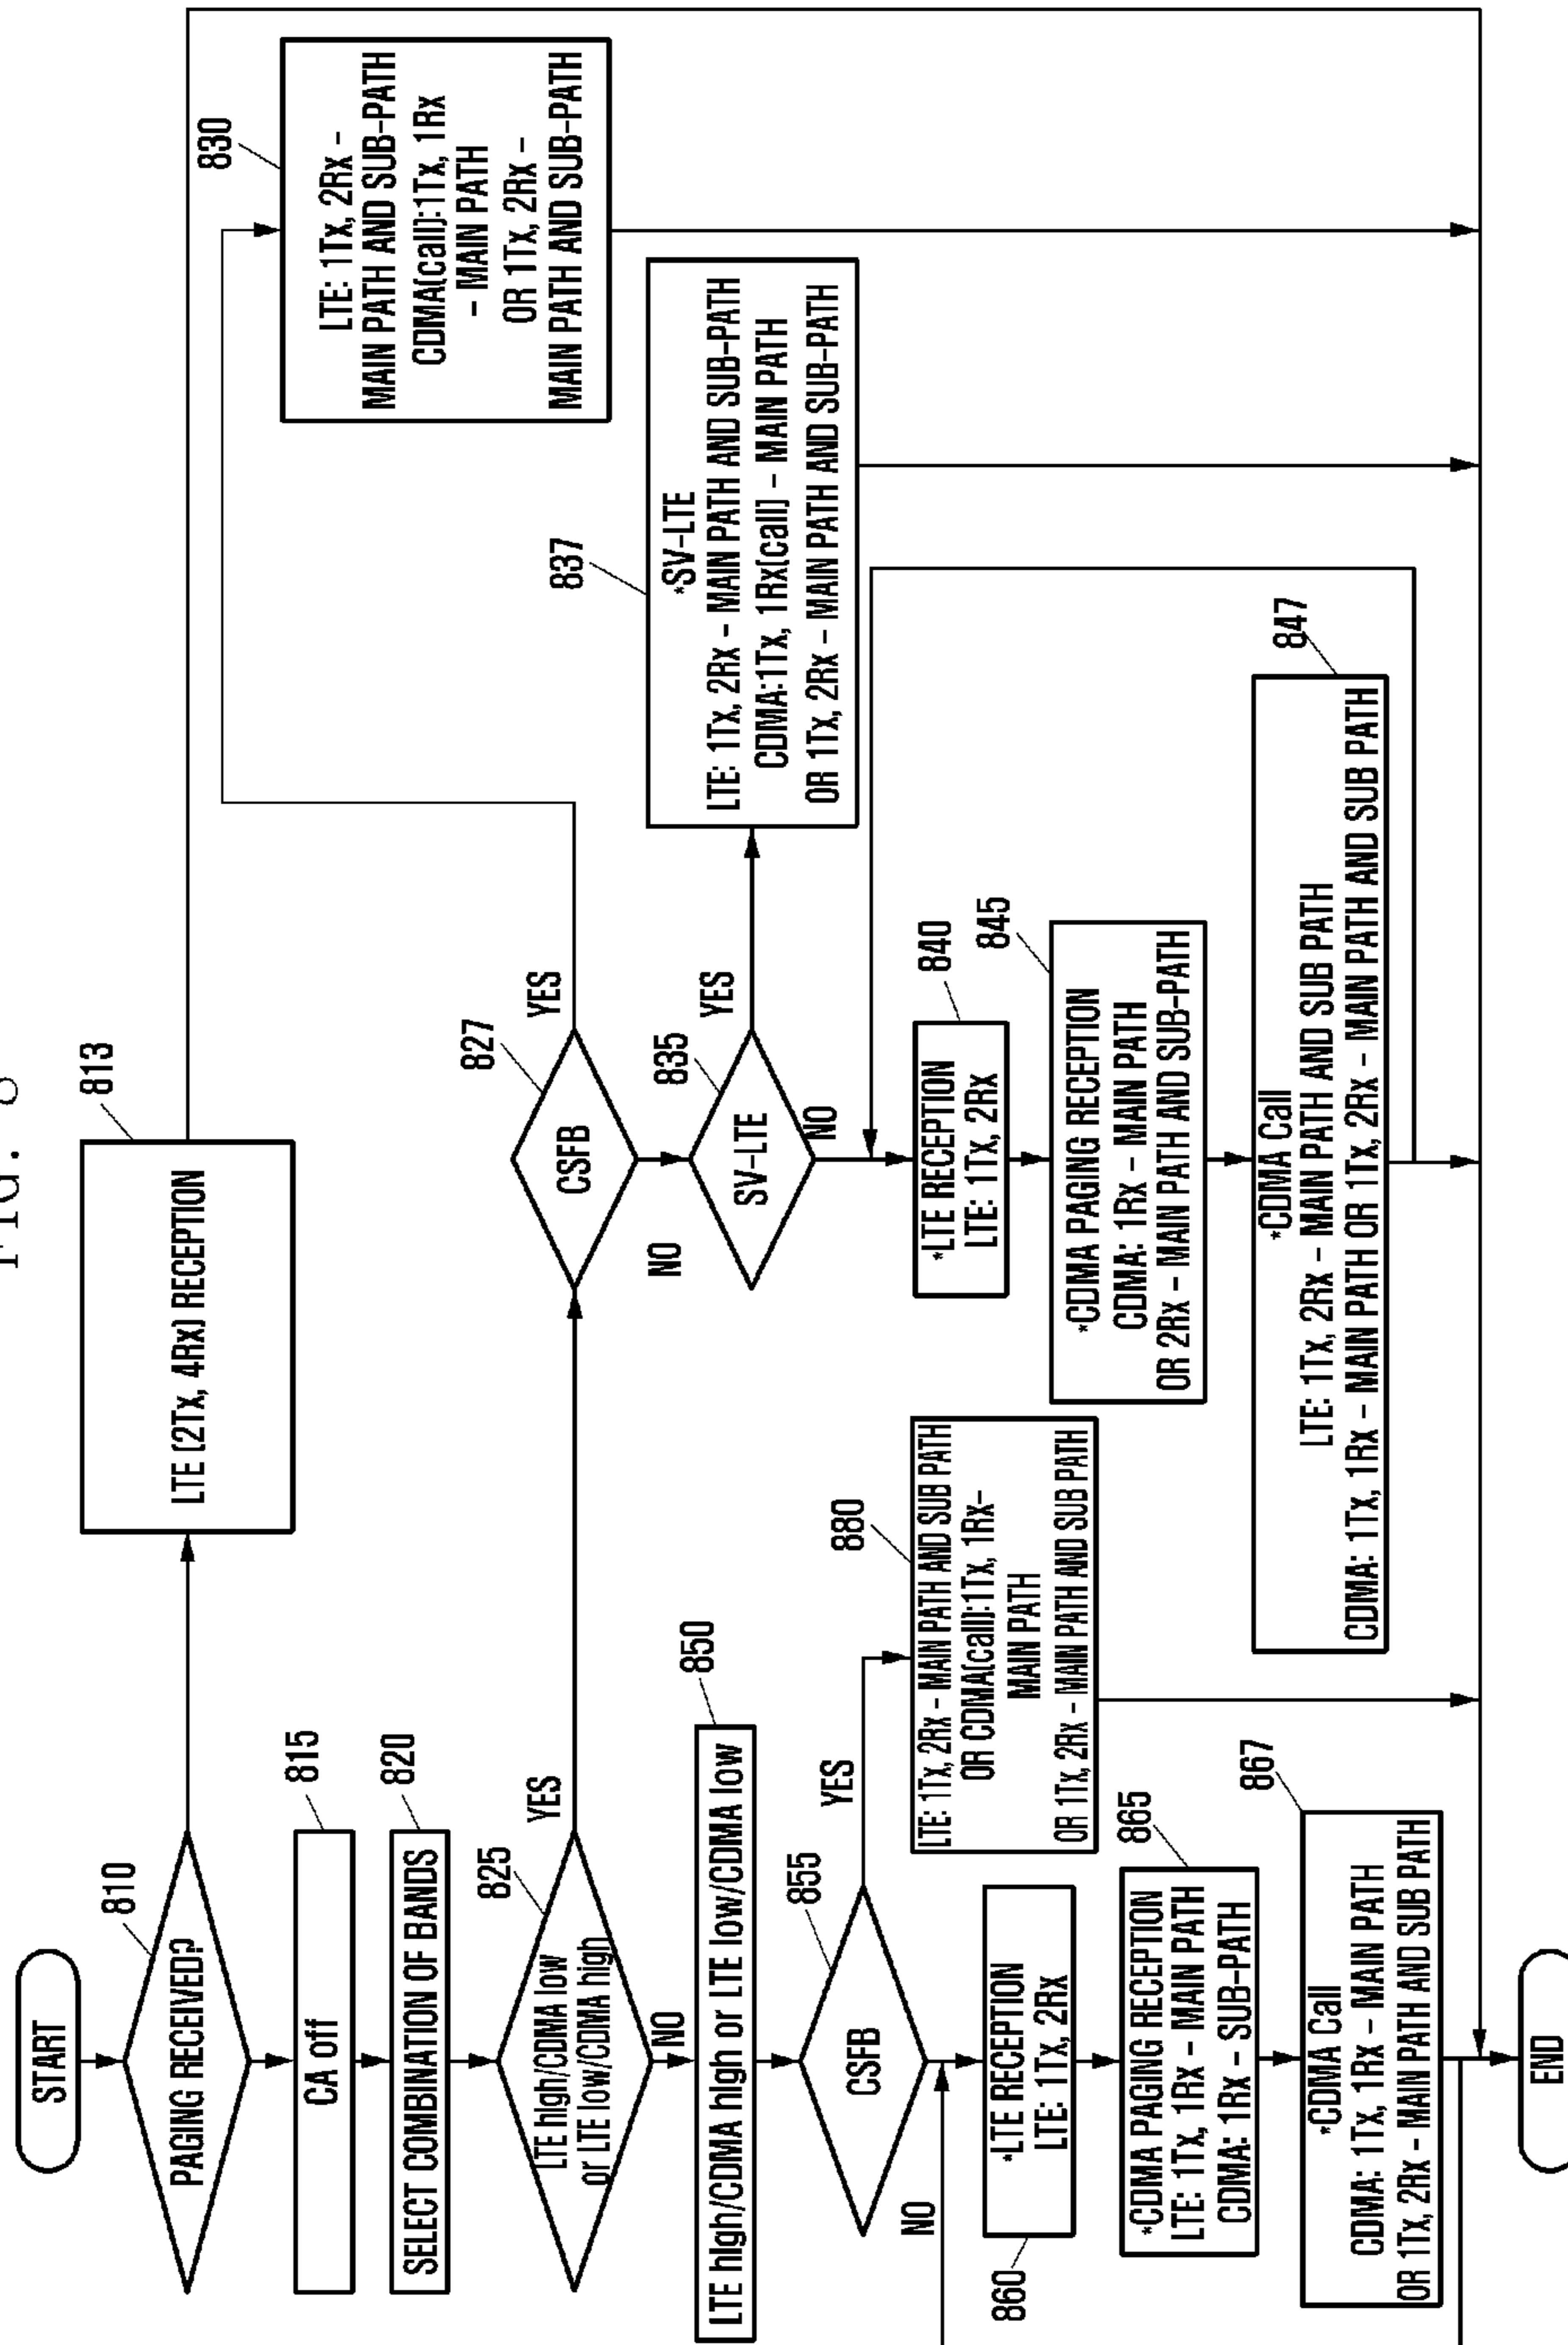 FIG. 8
START
810
PAGING RECEIVED?
813
LTE (2Tx, 4Rx) RECEPTION
815
CA off
820
SELECT COMBINATION OF BANDS
825
LTE high/CDMA low
or LTE low/CDMA high
YES
NO
827
CSFB
YES
NO
830
LTE: 1Tx, 2Rx –
MAIN PATH AND SUB-PATH
CDMA(call):1Tx, 1Rx
– MAIN PATH
OR 1Tx, 2Rx –
MAIN PATH AND SUB-PATH
835
SV-LTE
YES
NO
837
*SV-LTE
LTE: 1Tx, 2Rx – MAIN PATH AND SUB-PATH
CDMA:1Tx, 1Rx(call) – MAIN PATH
OR 1Tx, 2Rx – MAIN PATH AND SUB-PATH
840
*LTE RECEPTION
LTE: 1Tx, 2Rx
845
*CDMA PAGING RECEPTION
CDMA: 1Rx – MAIN PATH
OR 2Rx – MAIN PATH AND SUB-PATH
847
*CDMA Call
LTE: 1Tx, 2Rx – MAIN PATH AND SUB PATH
CDMA: 1Tx, 1Rx – MAIN PATH OR 1Tx, 2Rx – MAIN PATH AND SUB PATH
850
LTE high/CDMA high or LTE low/CDMA low
855
CSFB
YES
NO
880
LTE: 1Tx, 2Rx – MAIN PATH AND SUB PATH
OR CDMA(call):1Tx, 1Rx–
MAIN PATH
OR 1Tx, 2Rx – MAIN PATH AND SUB PATH
860
*LTE RECEPTION
LTE: 1Tx, 2Rx
865
*CDMA PAGING RECEPTION
LTE: 1Tx, 1Rx – MAIN PATH
CDMA: 1Rx – SUB-PATH
867
*CDMA Call
CDMA: 1Tx, 1Rx – MAIN PATH
OR 1Tx, 2Rx – MAIN PATH AND SUB PATH
END